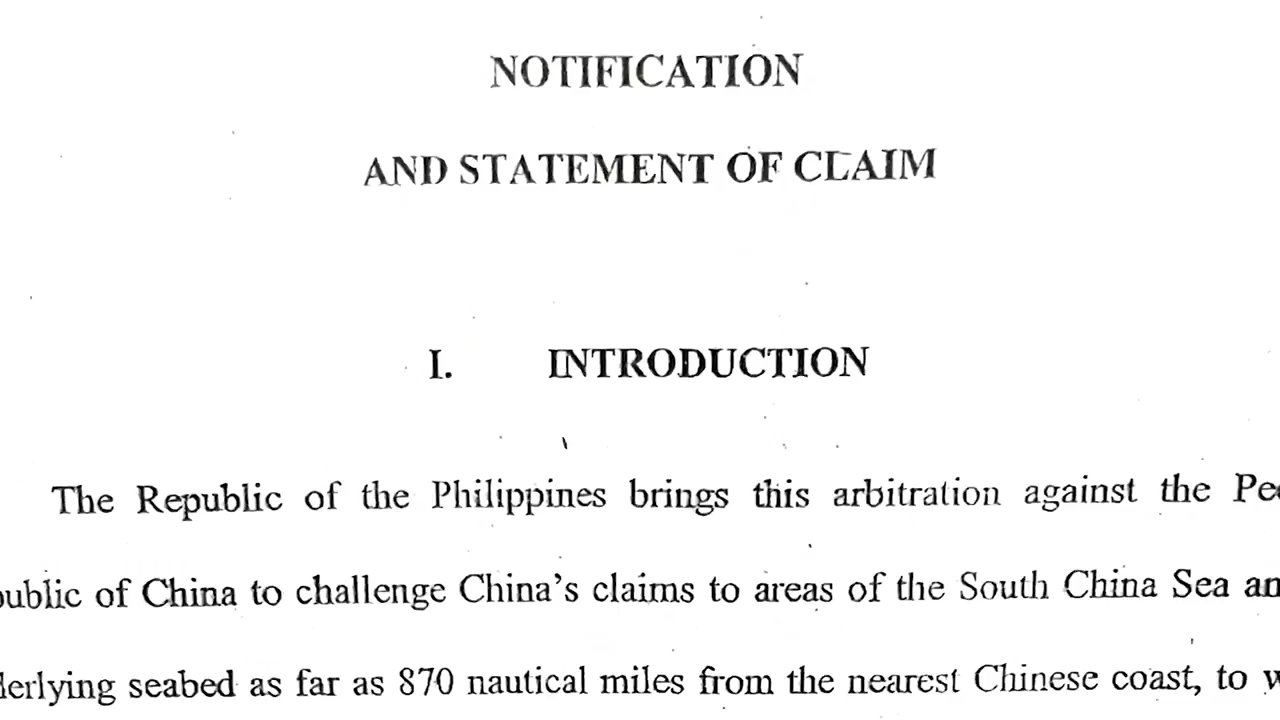 NOTIFICATION
AND STATEMENT OF CLAIM
I. INTRODUCTION
The Republic of the Philippines brings this arbitration against the
of China to challenge China's claims to areas of the South China Sea
seabed as far as 870 nautical miles from the nearest Chinese coast, to